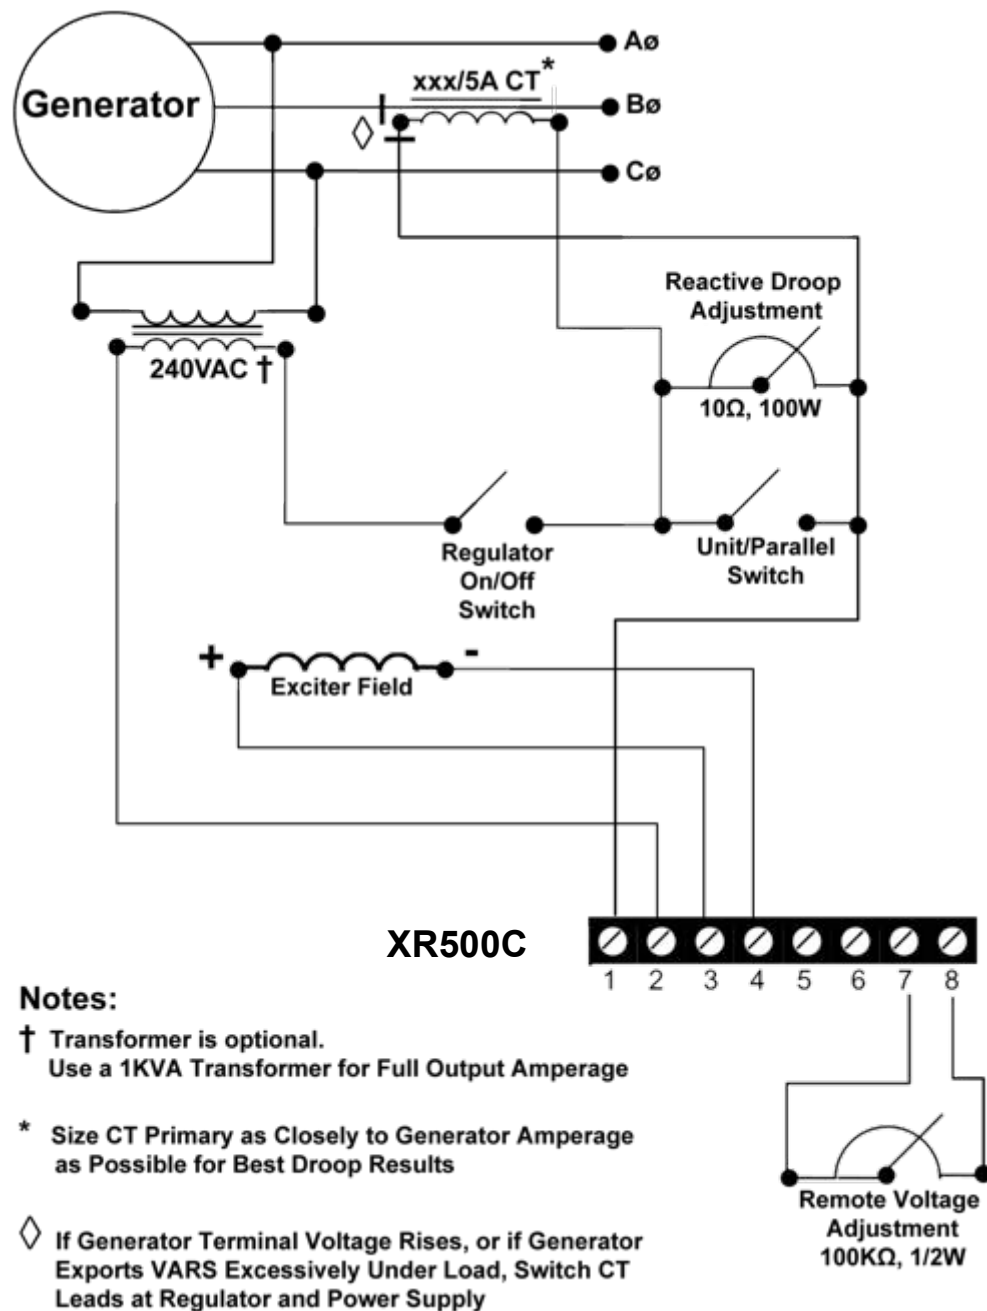 Aø
xxx/5A CT*
Generator
Bø
◊
Cø
Reactive Droop
Adjustment
240VAC †
10Ω, 100W
Regulator
On/Off
Switch
Unit/Parallel
Switch
+ -
Exciter Field
XR500C
1 2 3 4 5 6 7 8
Notes:
† Transformer is optional.
Use a 1KVA Transformer for Full Output Amperage
* Size CT Primary as Closely to Generator Amperage
as Possible for Best Droop Results
◊ If Generator Terminal Voltage Rises, or if Generator
Exports VARS Excessively Under Load, Switch CT
Leads at Regulator and Power Supply
Remote Voltage
Adjustment
100KΩ, 1/2W